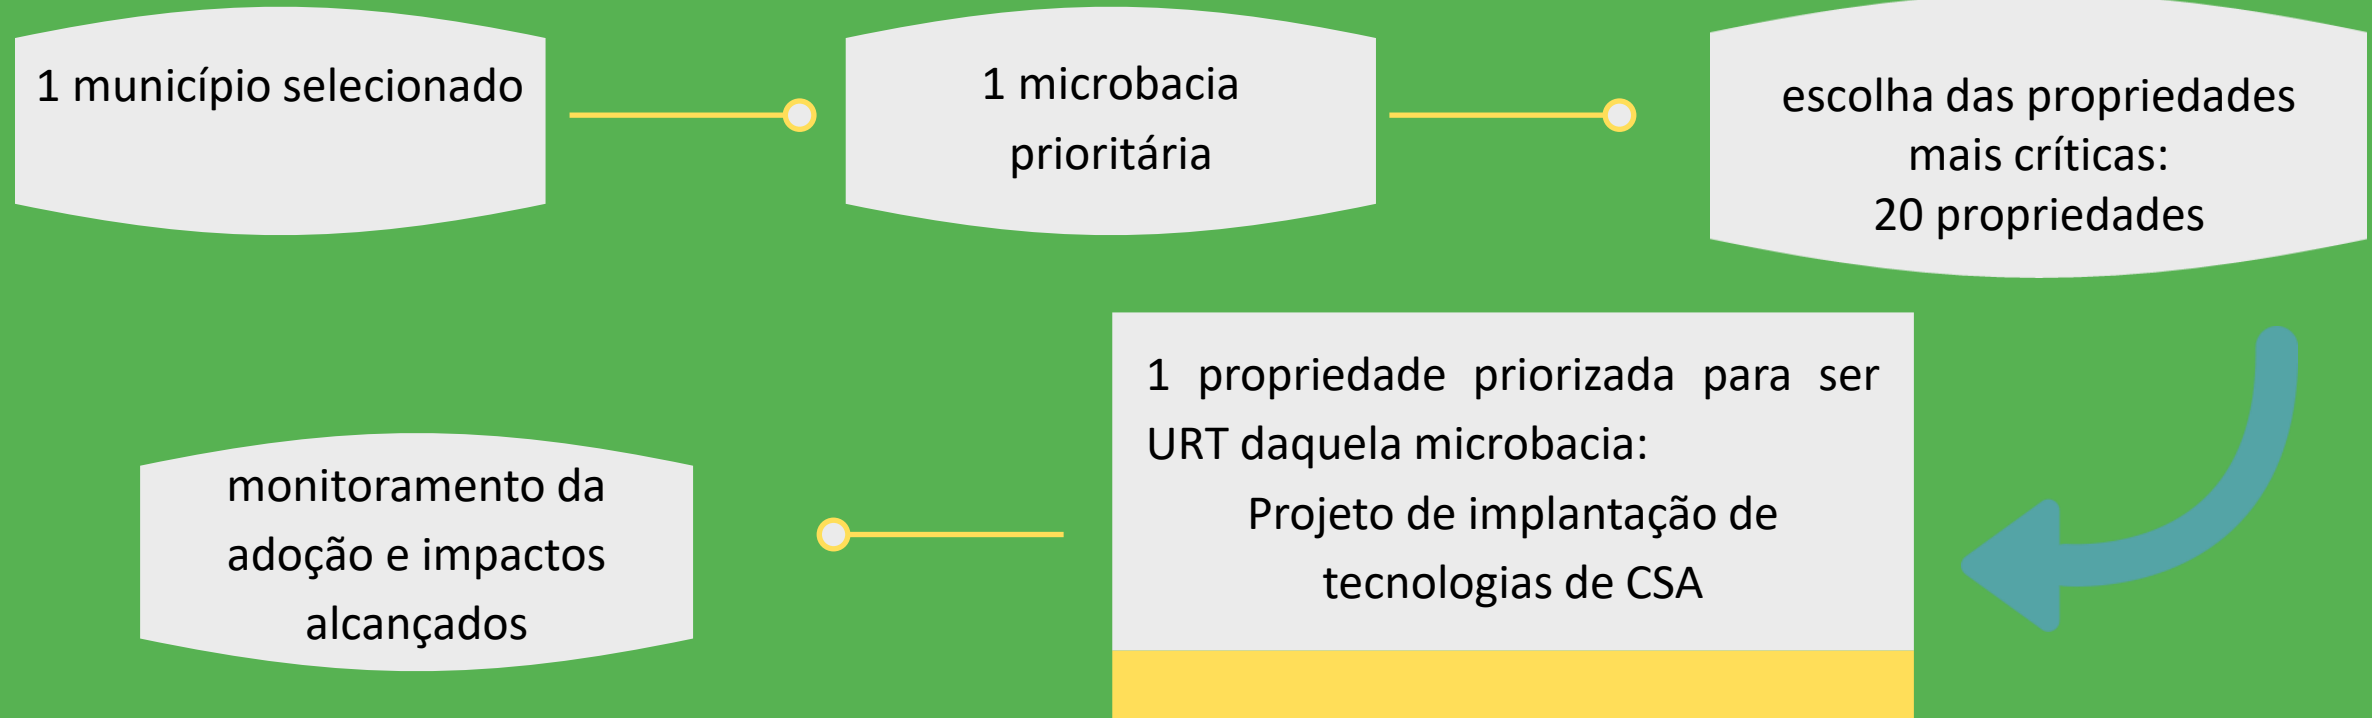 1 município selecionado
1 microbacia
prioritária
escolha das propriedades
mais críticas:
20 propriedades
1 propriedade priorizada para ser
URT daquela microbacia:
Projeto de implantação de
tecnologias de CSA
monitoramento da
adoção e impactos
alcançados